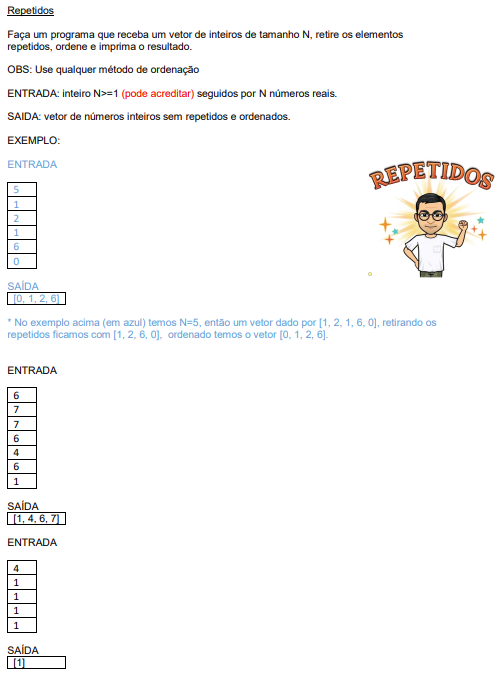 Repetidos
Faça um programa que receba um vetor de inteiros de tamanho N, retire os elementos
repetidos, ordene e imprima o resultado.
OBS: Use qualquer método de ordenação
ENTRADA: inteiro N>=1 (pode acreditar) seguidos por N números reais.
SAIDA: vetor de números inteiros sem repetidos e ordenados.
EXEMPLO:
ENTRADA
5
1
2
1
6
0
REPETIDOS
SAÍDA
[0, 1, 2, 6]
* No exemplo acima (em azul) temos N=5, então um vetor dado por [1, 2, 1, 6, 0], retirando os
repetidos ficamos com [1, 2, 6, 0], ordenado temos o vetor [0, 1, 2, 6].
ENTRADA
6
7
7
6
4
6
1
SAÍDA
[1, 4, 6, 7]
ENTRADA
4
1
1
1
1
SAÍDA
[1]